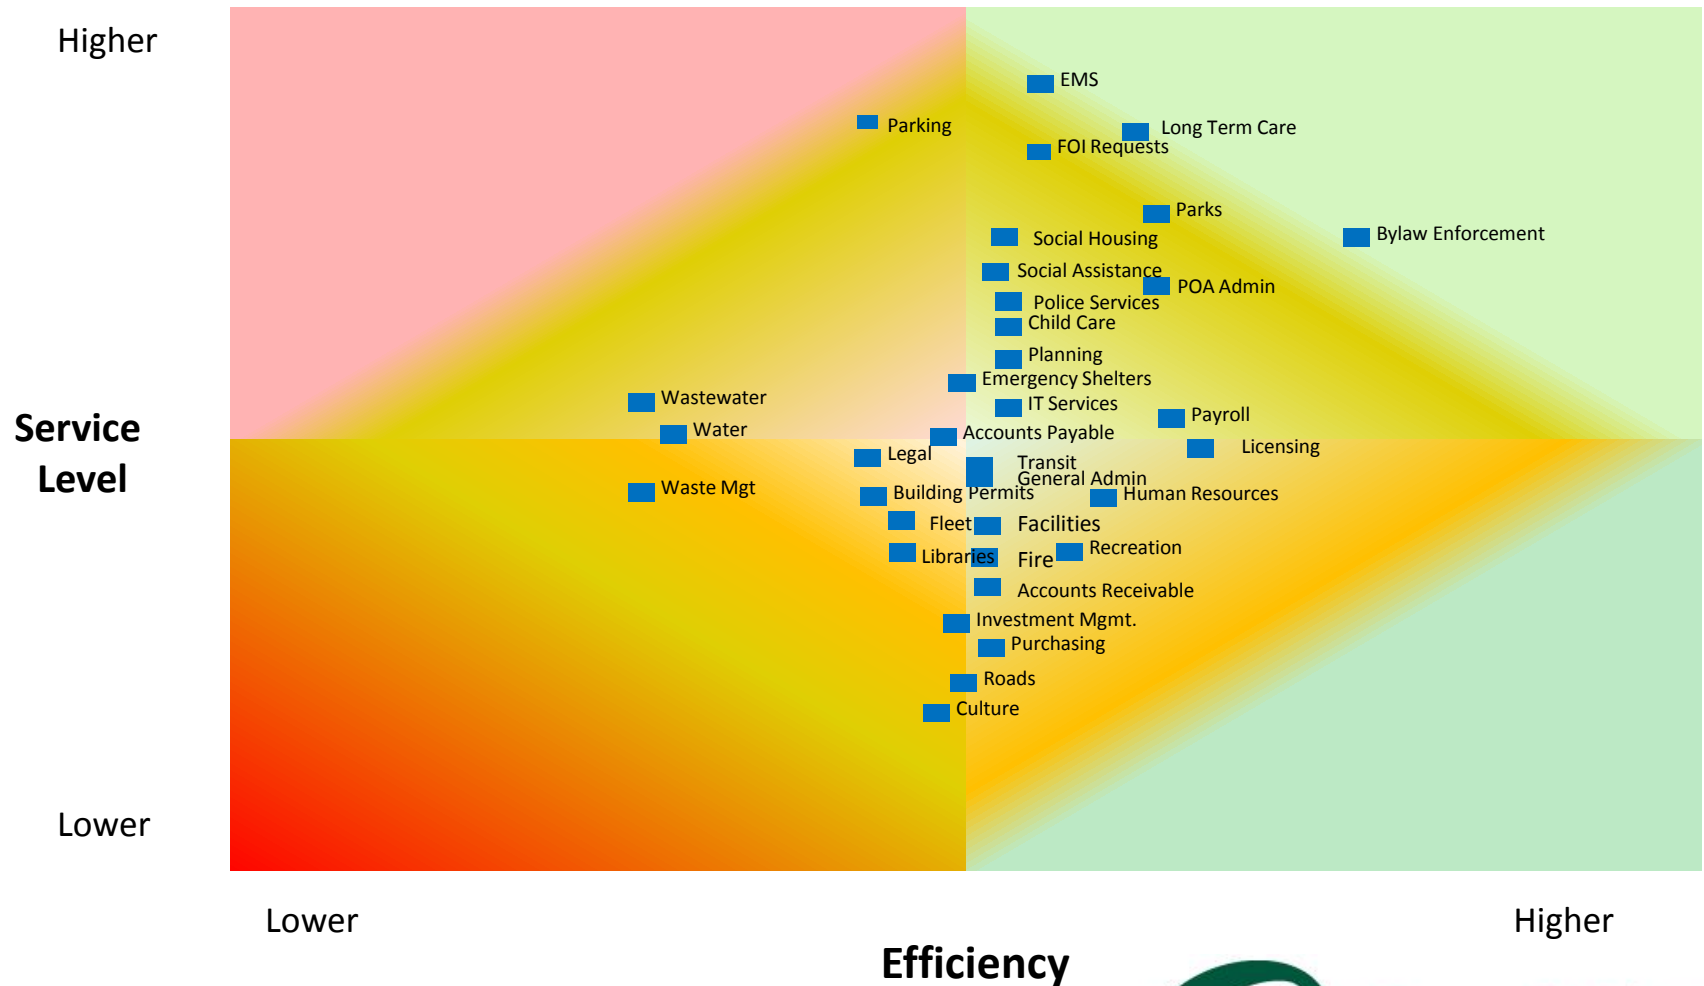 Higher
EMS
Parking
Long Term Care
FOI Requests
Parks
Bylaw Enforcement
Social Housing
Social Assistance
POA Admin
Police Services
Child Care
Planning
Emergency Shelters
Wastewater
IT Services
Payroll
Service
Level
Water
Accounts Payable
Licensing
Legal
Transit
General Admin
Waste Mgt
Building Permits
Human Resources
Fleet
Facilities
Recreation
Libraries
Fire
Accounts Receivable
Investment Mgmt.
Purchasing
Roads
Culture
Lower
Lower
Higher
Efficiency